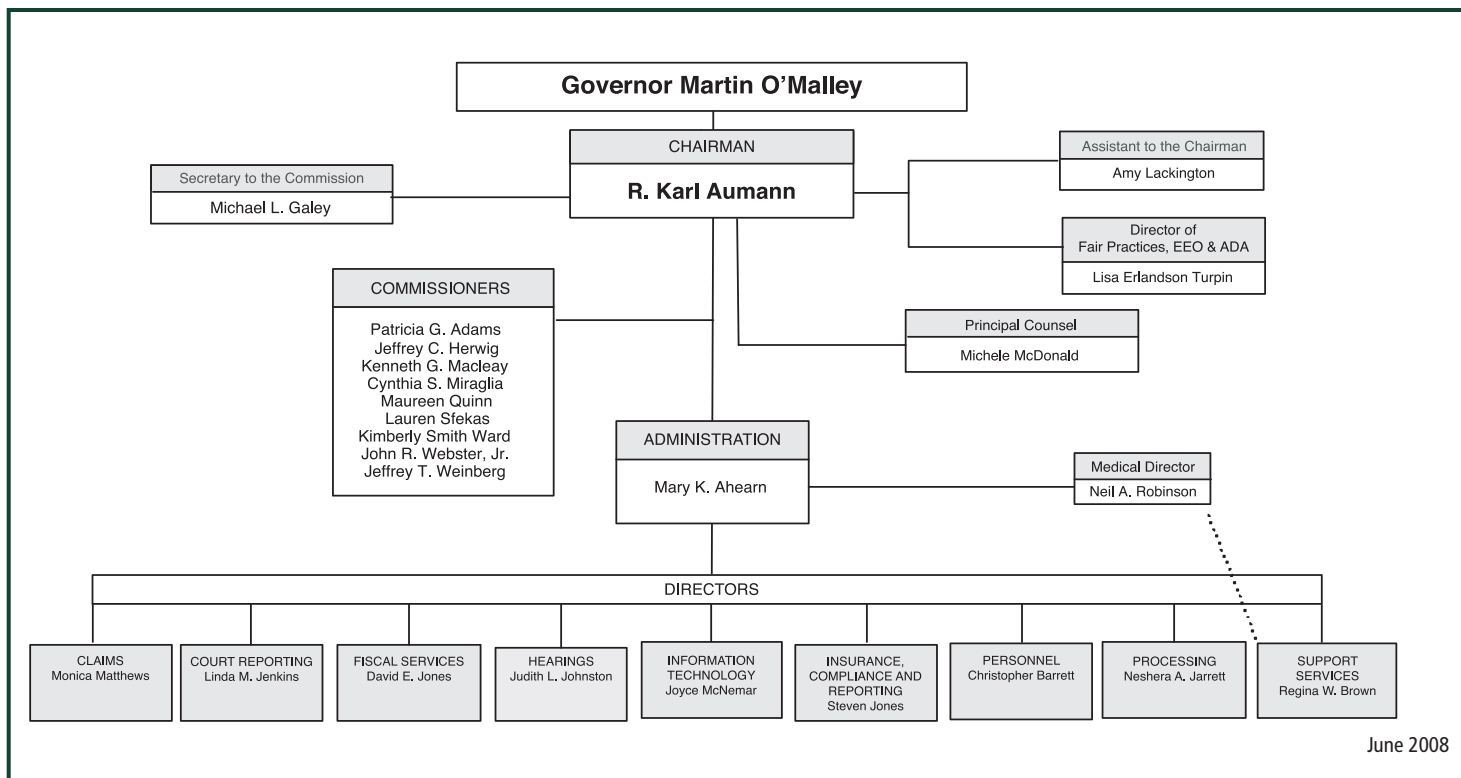 Governor Martin O’Malley
CHAIRMAN
R. Karl Aumann
Secretary to the Commission
Michael L. Galey
Assistant to the Chairman
Amy Lackington
Director of
Fair Practices, EEO & ADA
Lisa Erlandson Turpin
COMMISSIONERS
Patricia G. Adams
Jeffrey C. Herwig
Kenneth G. Macleay
Cynthia S. Miraglia
Maureen Quinn
Lauren Sfekas
Kimberly Smith Ward
John R. Webster, Jr.
Jeffrey T. Weinberg
Principal Counsel
Michele McDonald
ADMINISTRATION
Mary K. Ahearn
Medical Director
Neil A. Robinson
DIRECTORS
CLAIMS
Monica Matthews
COURT REPORTING
Linda M. Jenkins
FISCAL SERVICES
David E. Jones
HEARINGS
Judith L. Johnston
INFORMATION
TECHNOLOGY
Joyce McNemar
INSURANCE,
COMPLIANCE AND
REPORTING
Steven Jones
PERSONNEL
Christopher Barrett
PROCESSING
Neshera A. Jarrett
SUPPORT
SERVICES
Regina W. Brown
June 2008